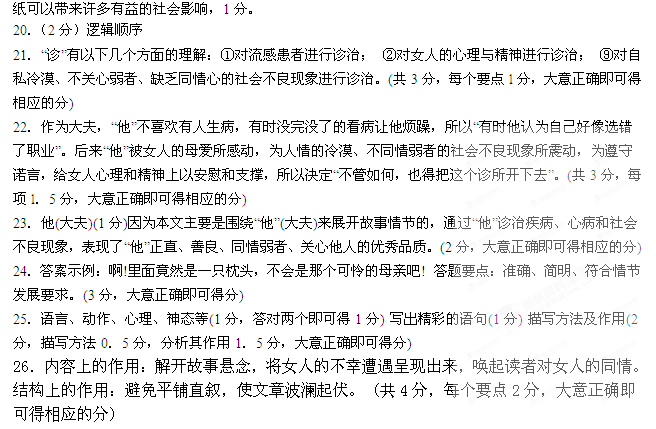 纸可以带来许多有益的社会影响，1 分。
20．（2 分）逻辑顺序
21．“诊”有以下几个方面的理解：①对流感患者进行诊治； ②对女人的心理与精神进行诊治； ⑨对自
私冷漠、不关心弱者、缺乏同情心的社会不良现象进行诊治。(共 3 分，每个要点 1 分，大意正确即可得
相应的分)
22．作为大夫，“他”不喜欢有人生病，有时没完没了的看病让他烦躁，所以“有时他认为自己好像选错
了职业”。后来“他”被女人的母爱所感动，为人情的冷漠、不同情弱者的社会不良现象所震动，为遵守
诺言，给女人心理和精神上以安慰和支撑，所以决定“不管如何，也得把这个诊所开下去”。(共 3 分，每
项 l．5 分，大意正确即可得相应的分)
23．他(大夫)(1 分)因为本文主要是围绕“他”(大夫)来展开故事情节的，通过“他”诊治疾病、心病和社会
不良现象，表现了“他”正直、善良、同情弱者、关心他人的优秀品质。(2 分，大意正确即可得相应的分)
24．答案示例：啊!里面竟然是一只枕头，不会是那个可怜的母亲吧! 答题要点：准确、简明、符合情节
发展要求。(3 分，大意正确即可得分)
25．语言、动作、心理、神态等(1 分，答对两个即可得 1 分) 写出精彩的语句(1 分) 描写方法及作用(2
分，描写方法 0．5 分，分析其作用 1．5 分，大意正确即可得分)
26．内容上的作用：解开故事悬念，将女人的不幸遭遇呈现出来，唤起读者对女人的同情。
结构上的作用：避免平铺直叙，使文章波澜起伏。（共 4 分，每个要点 2 分，大意正确即
可得相应的分）